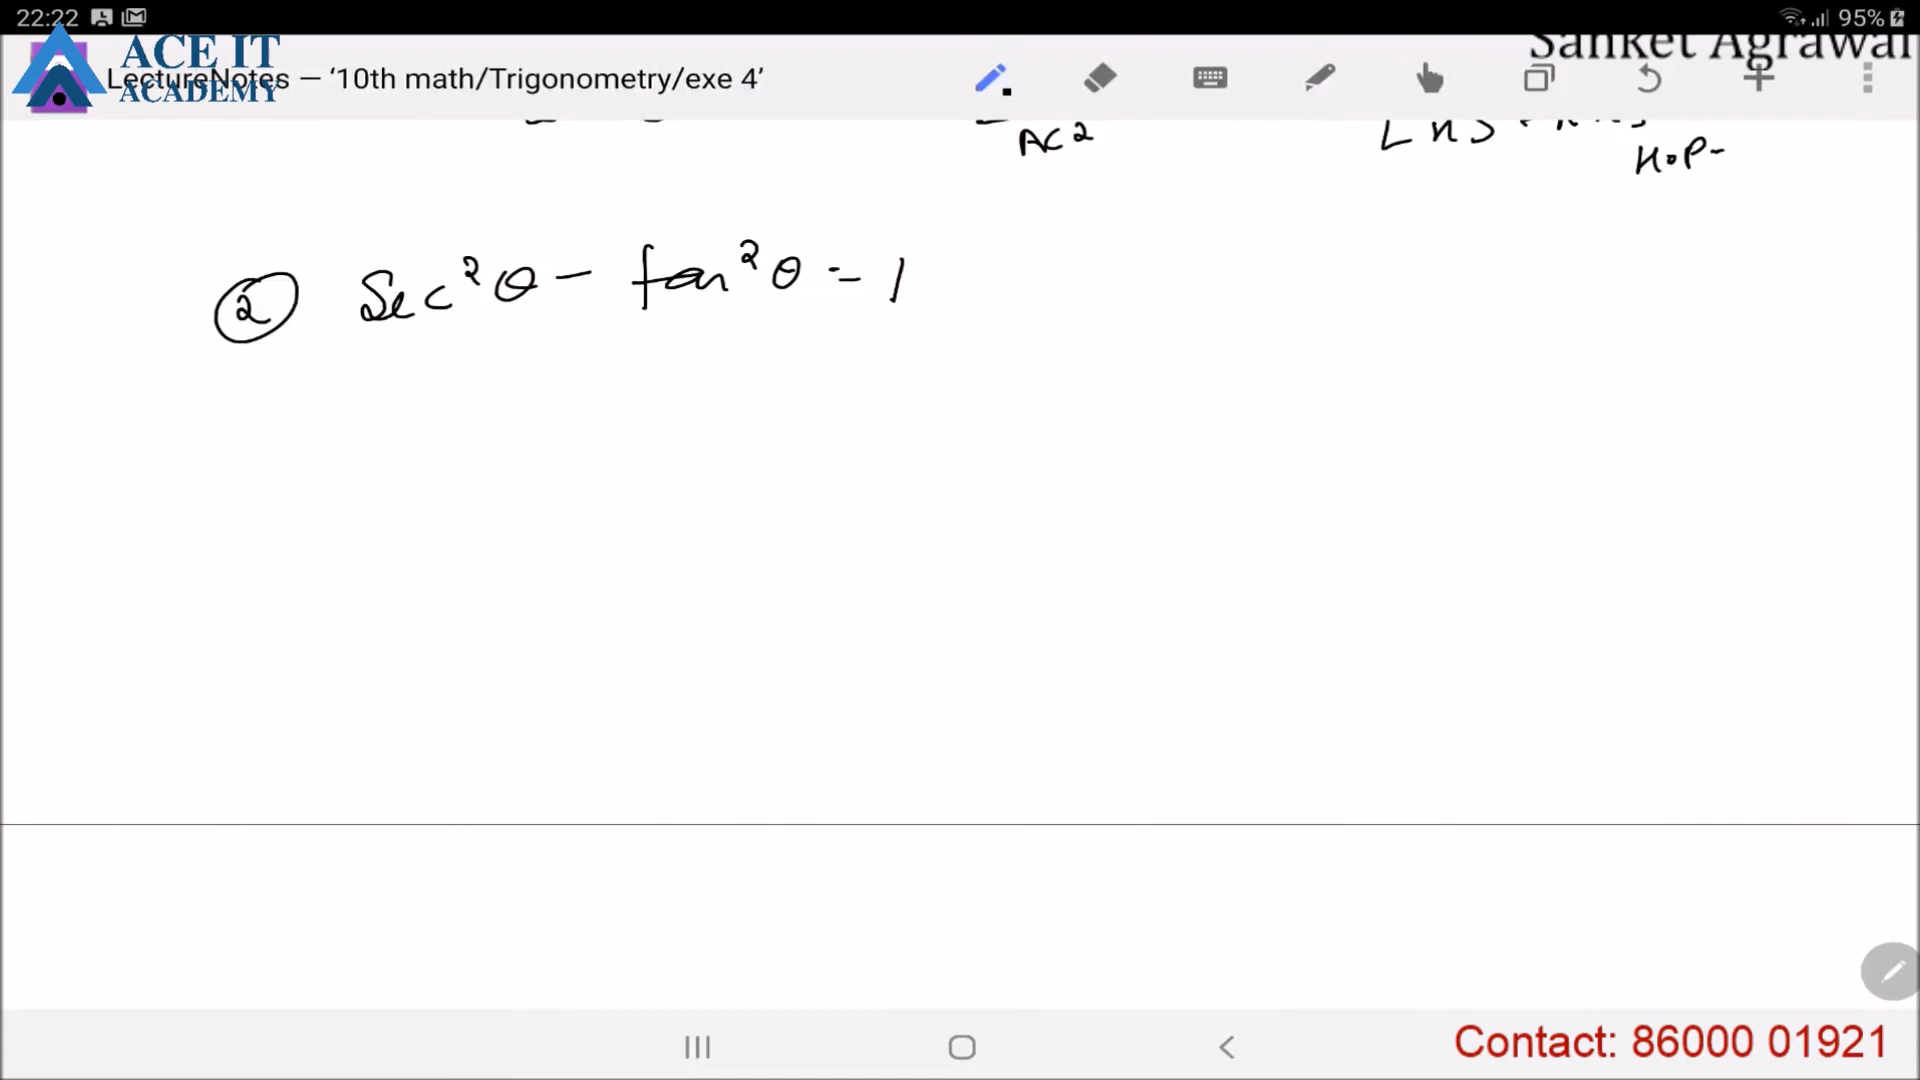 22:22 95%
Sanket Agrawal
ACE IT
ACADEMY
LectureNotes — ‘10th math/Trigonometry/exe 4’
AC2
LHS = RHS
H.P-
② Sec²θ - tan²θ = 1
Contact: 86000 01921